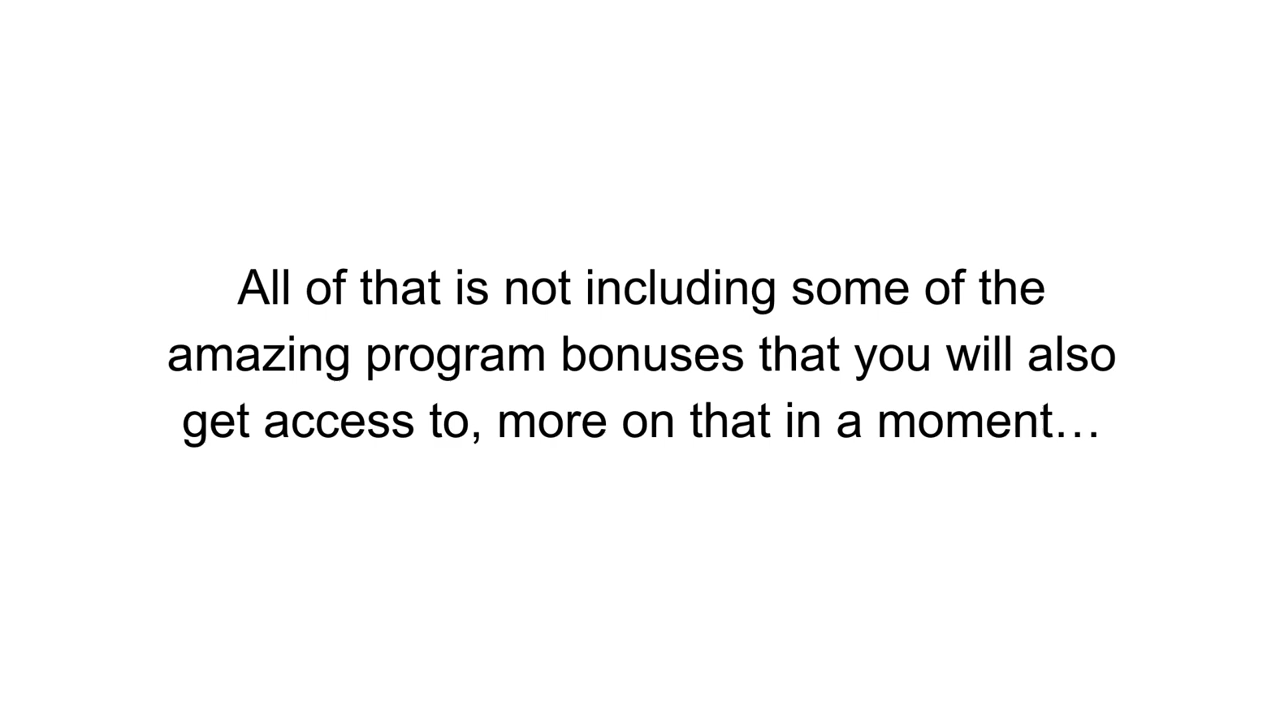 All of that is not including some of the
amazing program bonuses that you will also
get access to, more on that in a moment…